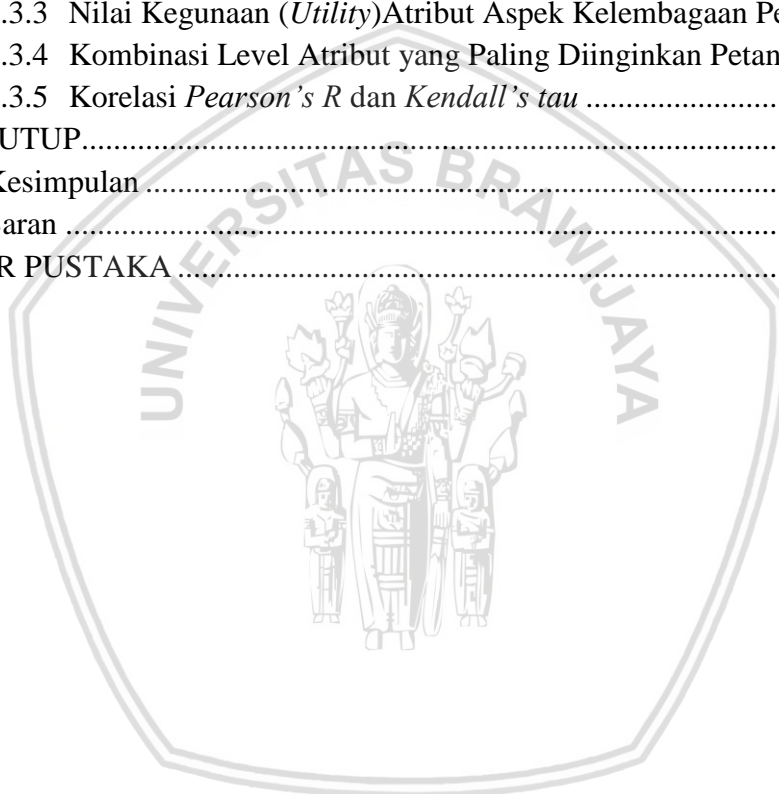 .3.3 Nilai Kegunaan (Utility)Atribut Aspek Kelembagaan Pe
.3.4 Kombinasi Level Atribut yang Paling Diinginkan Petan
.3.5 Korelasi Pearson's R dan Kendall's tau ........................
UTUP................................................................................
Kesimpulan ........................................................................
aran ....................................................................................
R PUSTAKA ......................................................................
UNIVERSITAS BRAWIJAYA